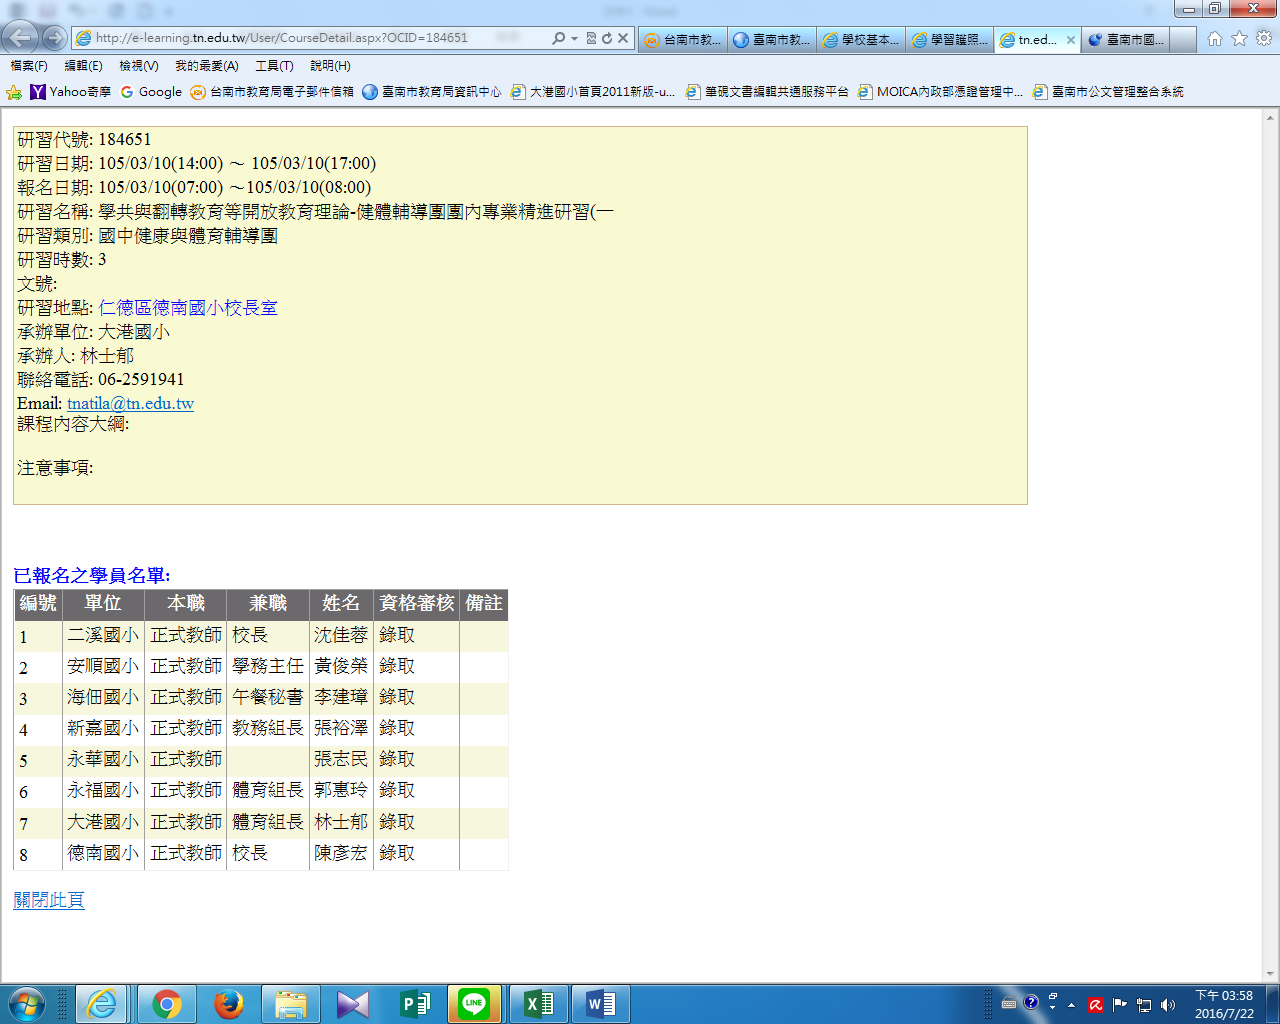 http://e-learning.tn.edu.tw/User/CourseDetail.aspx?OCID=184651
台南市教...
臺南市教...
學校基本...
學習護照...
tn.ed...
臺南市國...
檔案(F) 編輯(E) 檢視(V) 我的最愛(A) 工具(T) 說明(H)
Yahoo奇摩 Google 台南市教育局電子郵件信箱 臺南市教育局資訊中心 大港國小首頁2011新版-u... 筆硯文書編輯共通服務平台 MOICA內政部憑證管理中... 臺南市公文管理整合系統
研習代號: 184651
研習日期: 105/03/10(14:00) ～ 105/03/10(17:00)
報名日期: 105/03/10(07:00) ～105/03/10(08:00)
研習名稱: 學共與翻轉教育等開放教育理論-健體輔導團團內專業精進研習(一
研習類別: 國中健康與體育輔導團
研習時數: 3
文號:
研習地點: 仁德區德南國小校長室
承辦單位: 大港國小
承辦人: 林士郁
聯絡電話: 06-2591941
Email: tnatila@tn.edu.tw
課程內容大綱:
注意事項:
已報名之學員名單:
編號 單位 本職 兼職 姓名 資格審核 備註
1 二溪國小 正式教師 校長 沈佳蓉 錄取
2 安順國小 正式教師 學務主任 黃俊榮 錄取
3 海佃國小 正式教師 午餐秘書 李建璋 錄取
4 新嘉國小 正式教師 教務組長 張裕澤 錄取
5 永華國小 正式教師 張志民 錄取
6 永福國小 正式教師 體育組長 郭惠玲 錄取
7 大港國小 正式教師 體育組長 林士郁 錄取
8 德南國小 正式教師 校長 陳彥宏 錄取
關閉此頁
LINE
下午 03:58
2016/7/22